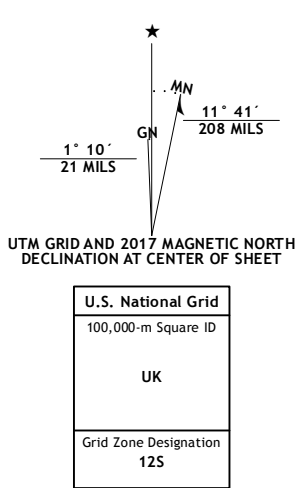 MN
GN
11° 41´
208 MILS
1° 10´
21 MILS
UTM GRID AND 2017 MAGNETIC NORTH
DECLINATION AT CENTER OF SHEET
U.S. National Grid
100,000-m Square ID
UK
Grid Zone Designation
12S